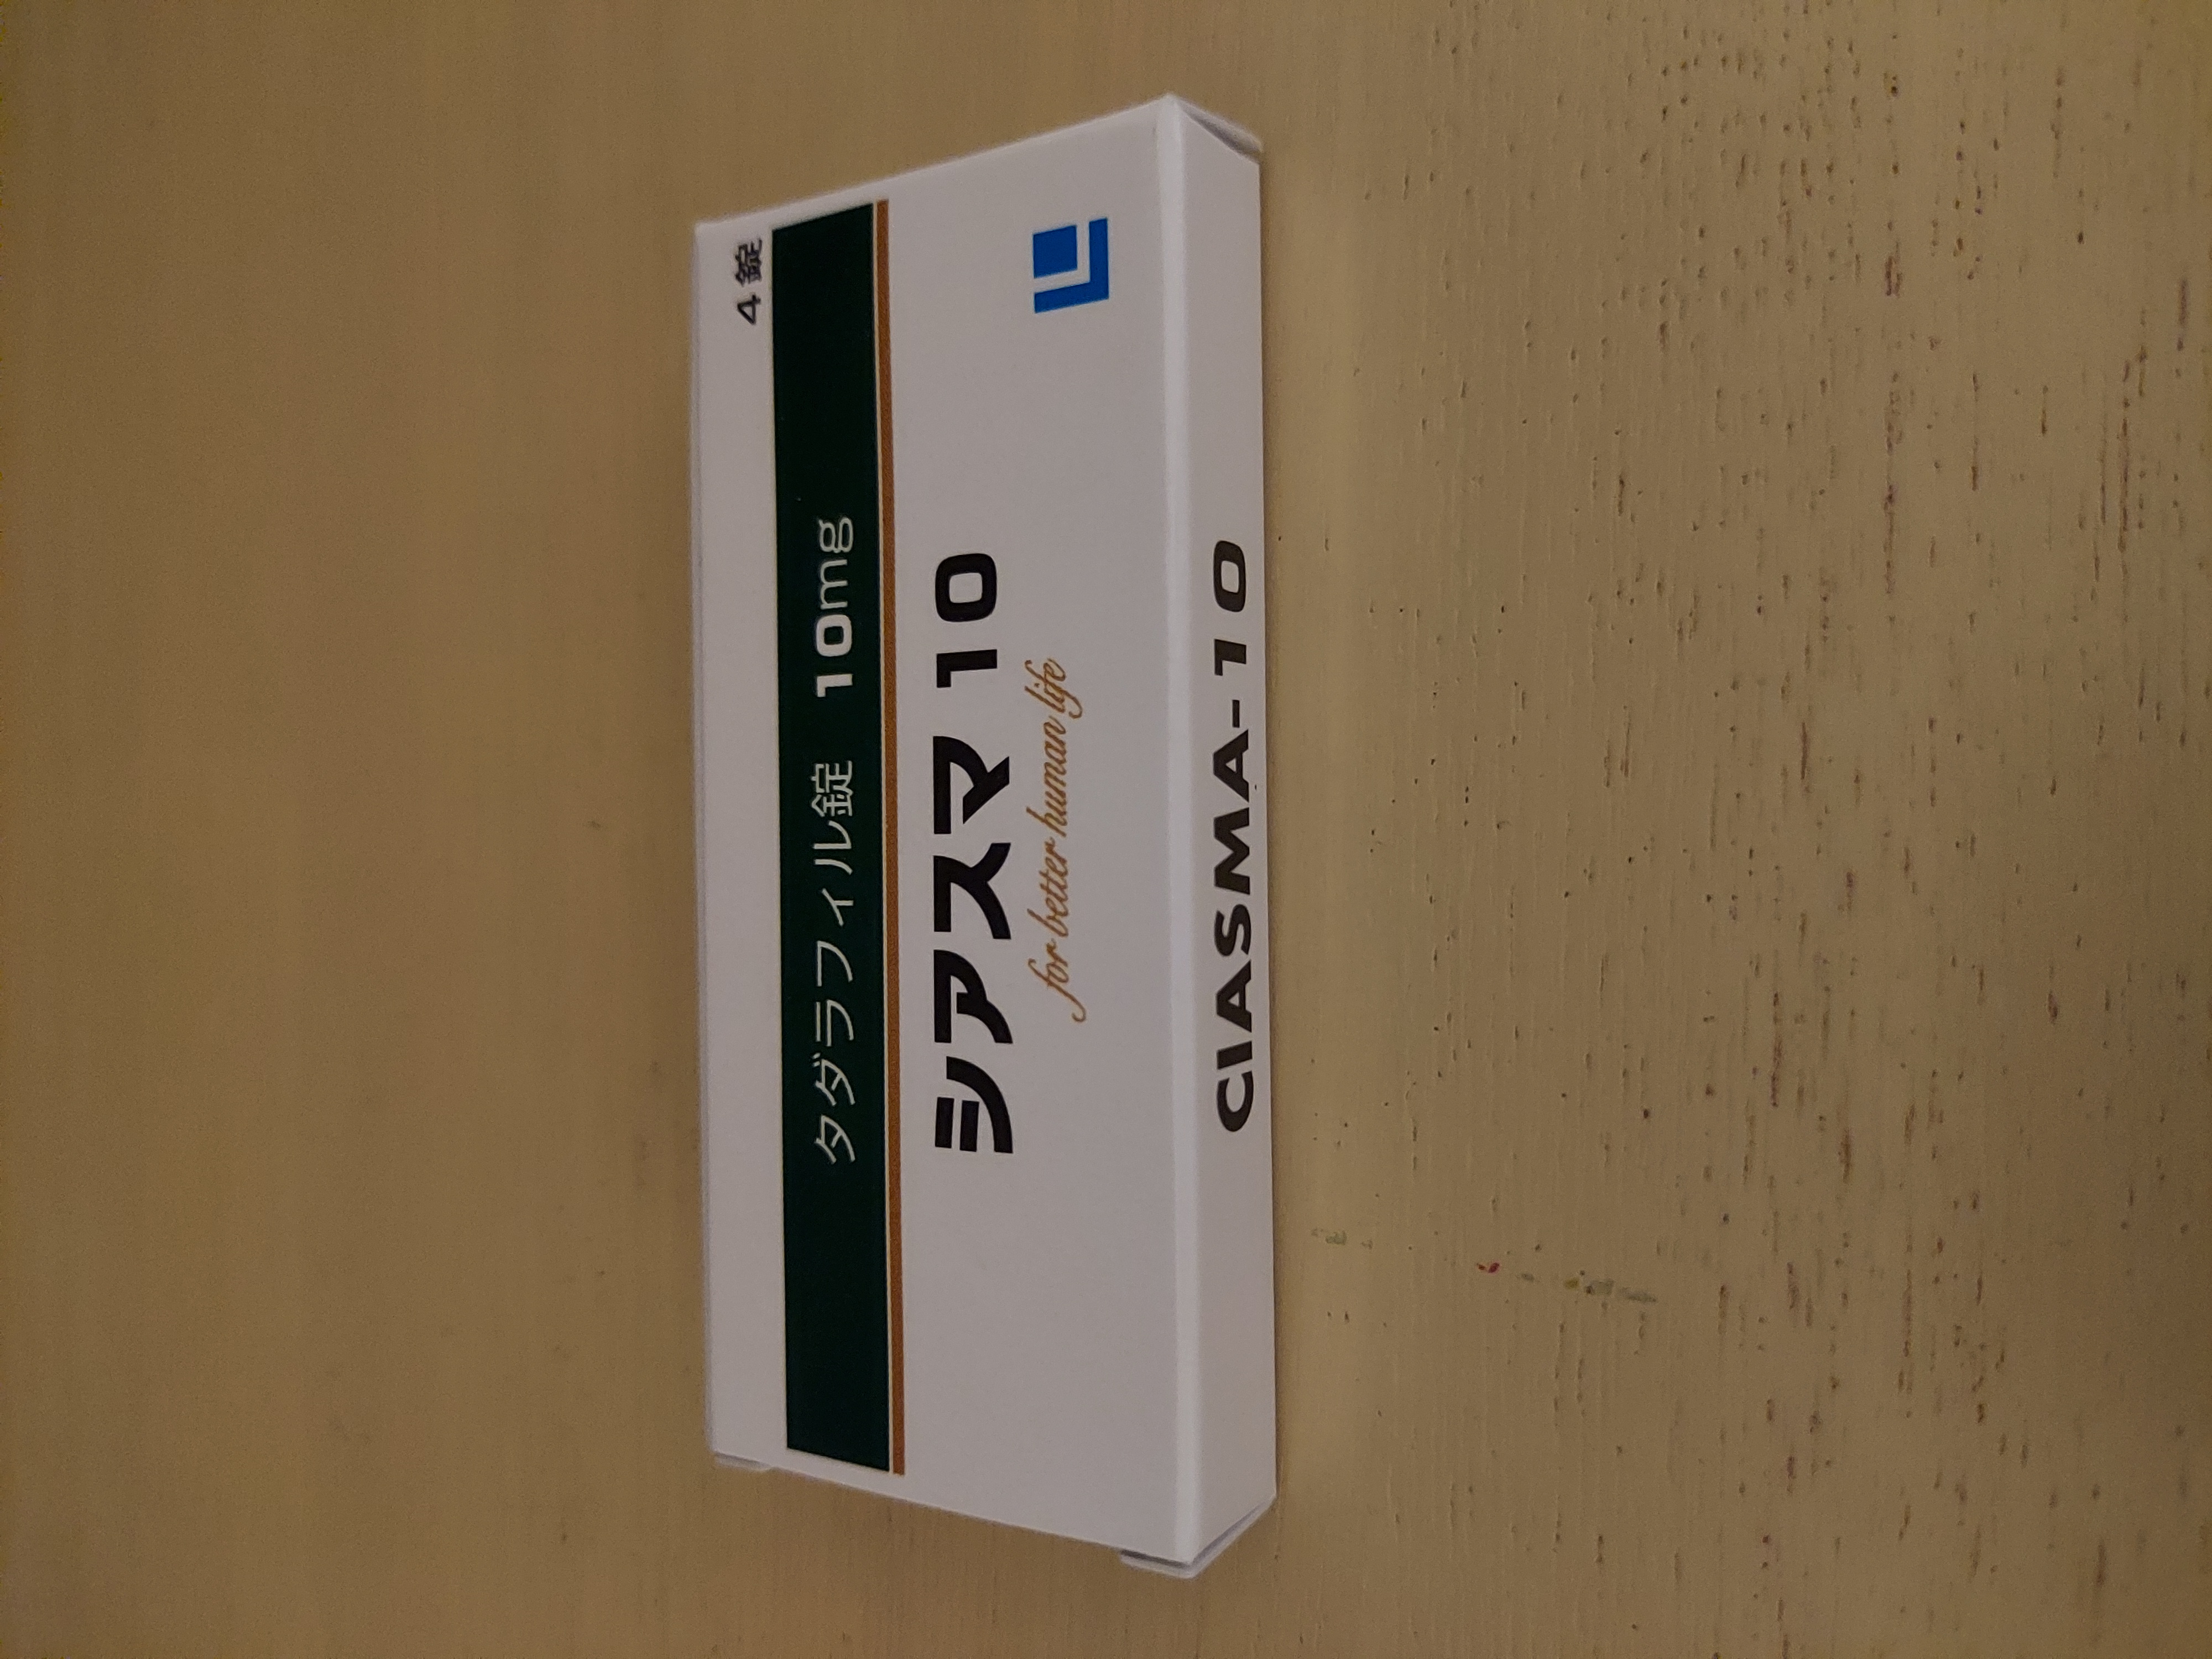 4錠
タダラフィル錠 10mg
シアスマ 10
for better human life
CIASMA-10